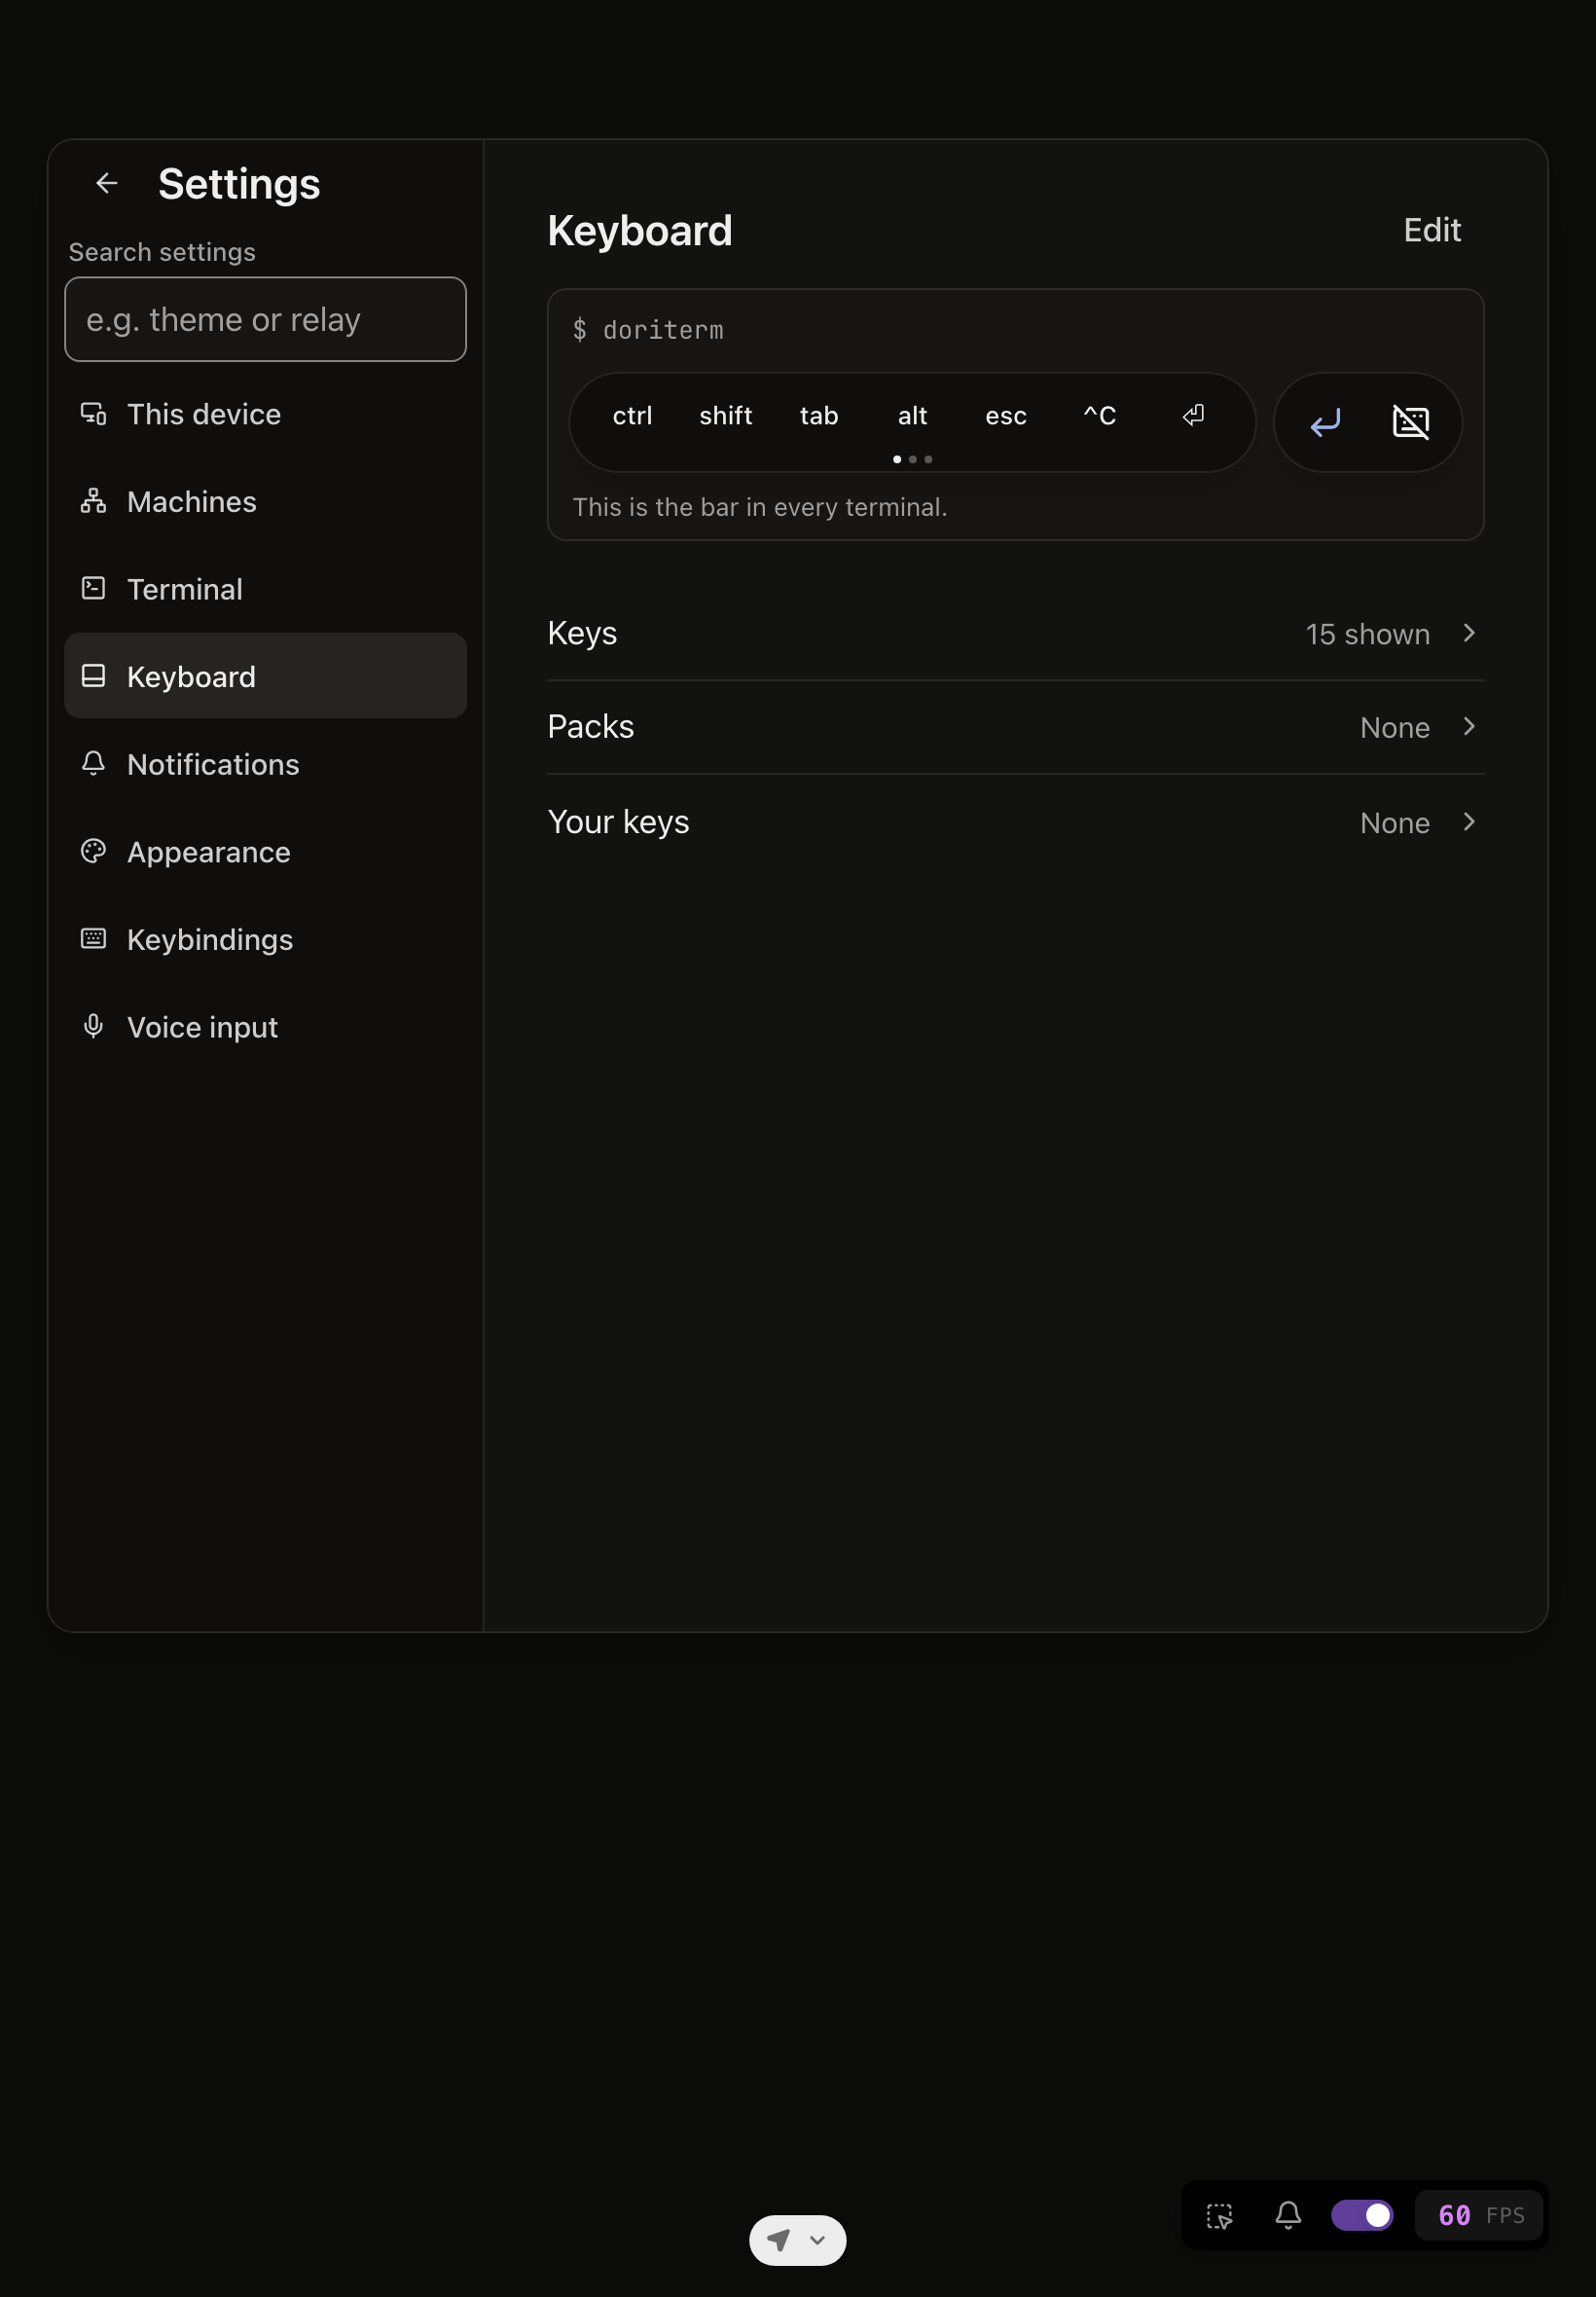 Settings
Search settings
e.g. theme or relay
This device
Machines
Terminal
Keyboard
Notifications
Appearance
Keybindings
Voice input
Keyboard
Edit
$ doriterm
ctrl shift tab alt esc ^C
This is the bar in every terminal.
Keys 15 shown
Packs None
Your keys None
60 FPS